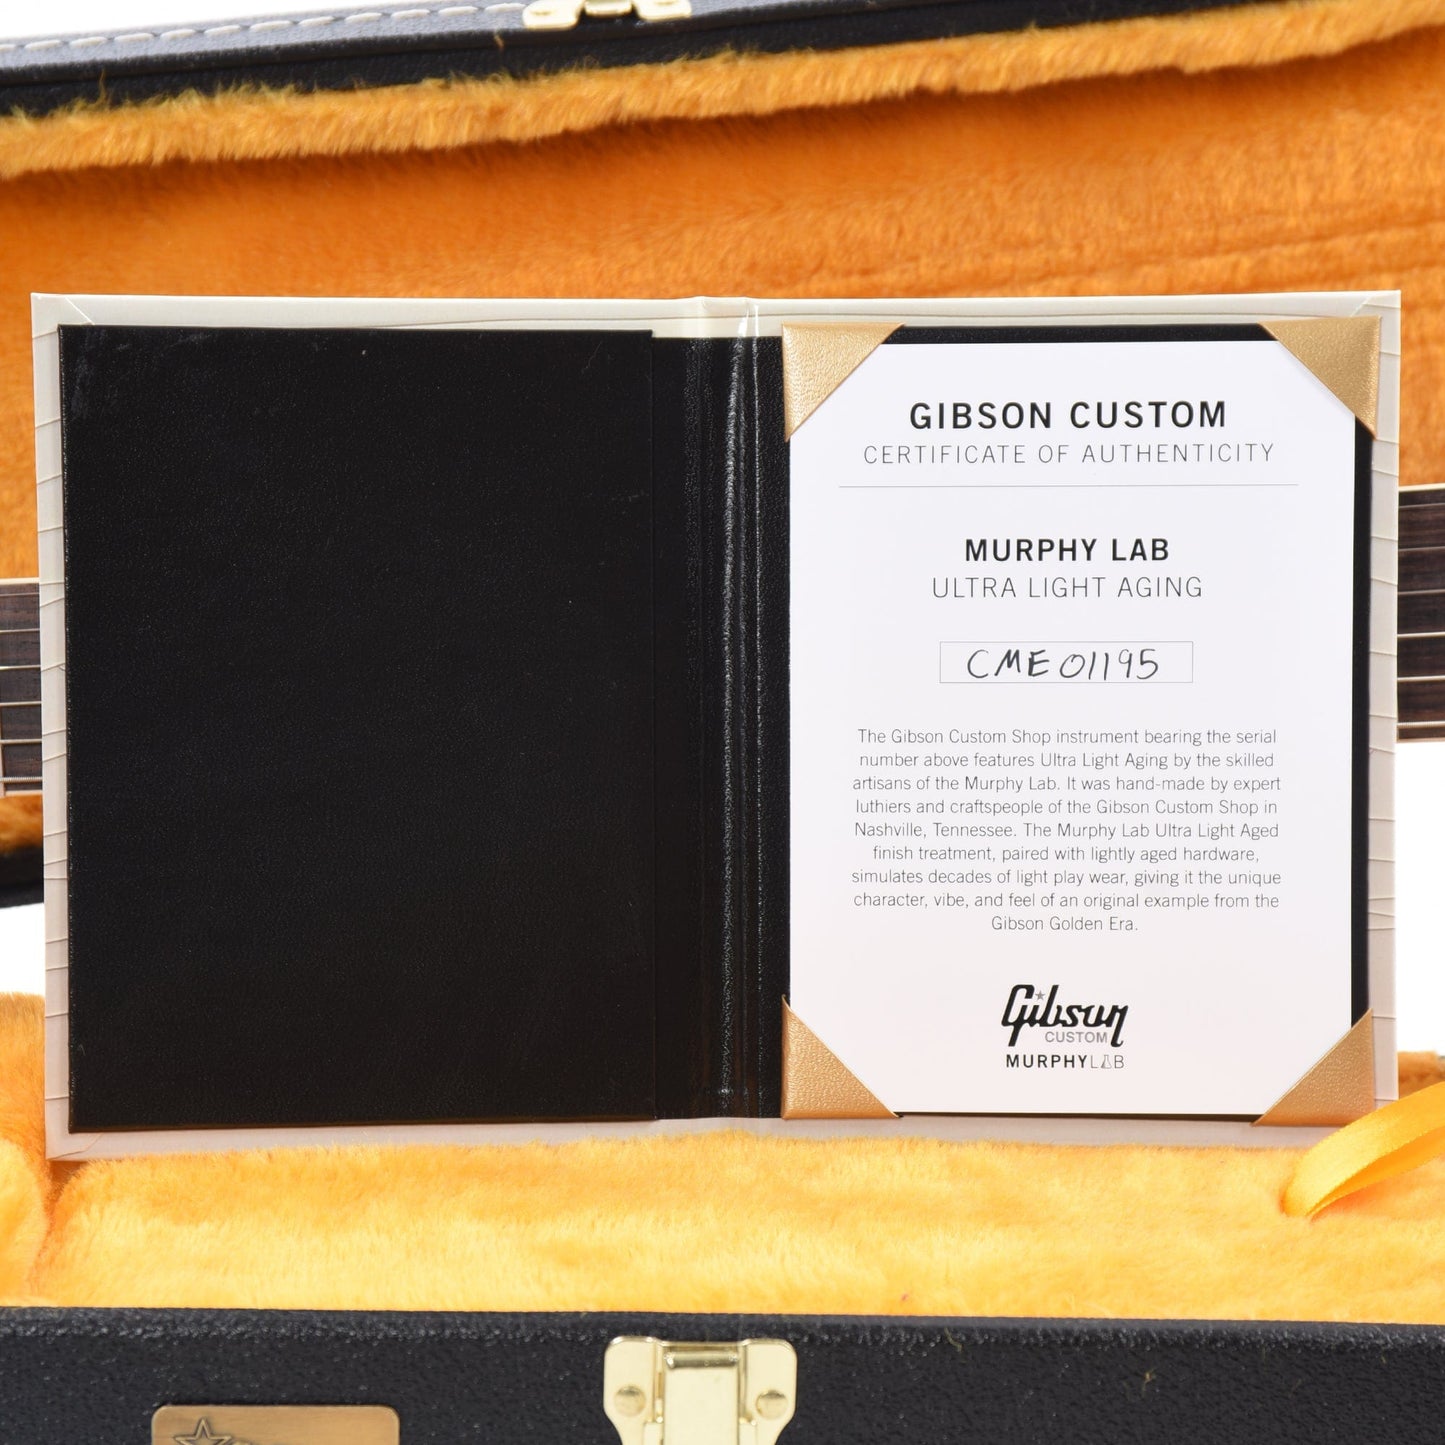 GIBSON CUSTOM
CERTIFICATE OF AUTHENTICITY
MURPHY LAB
ULTRA LIGHT AGING
CME 01195
The Gibson Custom Shop instrument bearing the serial
number above features Ultra Light Aging by the skilled
artisans of the Murphy Lab. It was hand-made by expert
luthiers and craftspeople of the Gibson Custom Shop in
Nashville, Tennessee. The Murphy Lab Ultra Light Aged
finish treatment, paired with lightly aged hardware,
simulates decades of light play wear, giving it the unique
character, vibe, and feel of an original example from the
Gibson Golden Era.
Gibson
CUSTOM
MURPHYLAB